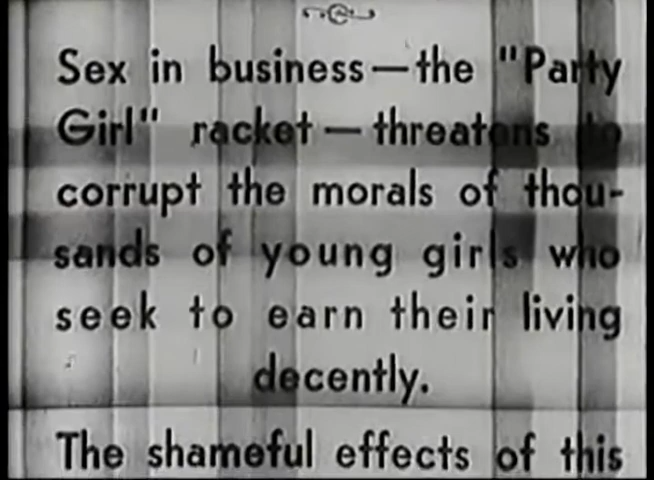 Sex in business—the "Party
Girl" racket—threatens to
corrupt the morals of thou-
sands of young girls who
seek to earn their living
decently.
The shameful effects of this